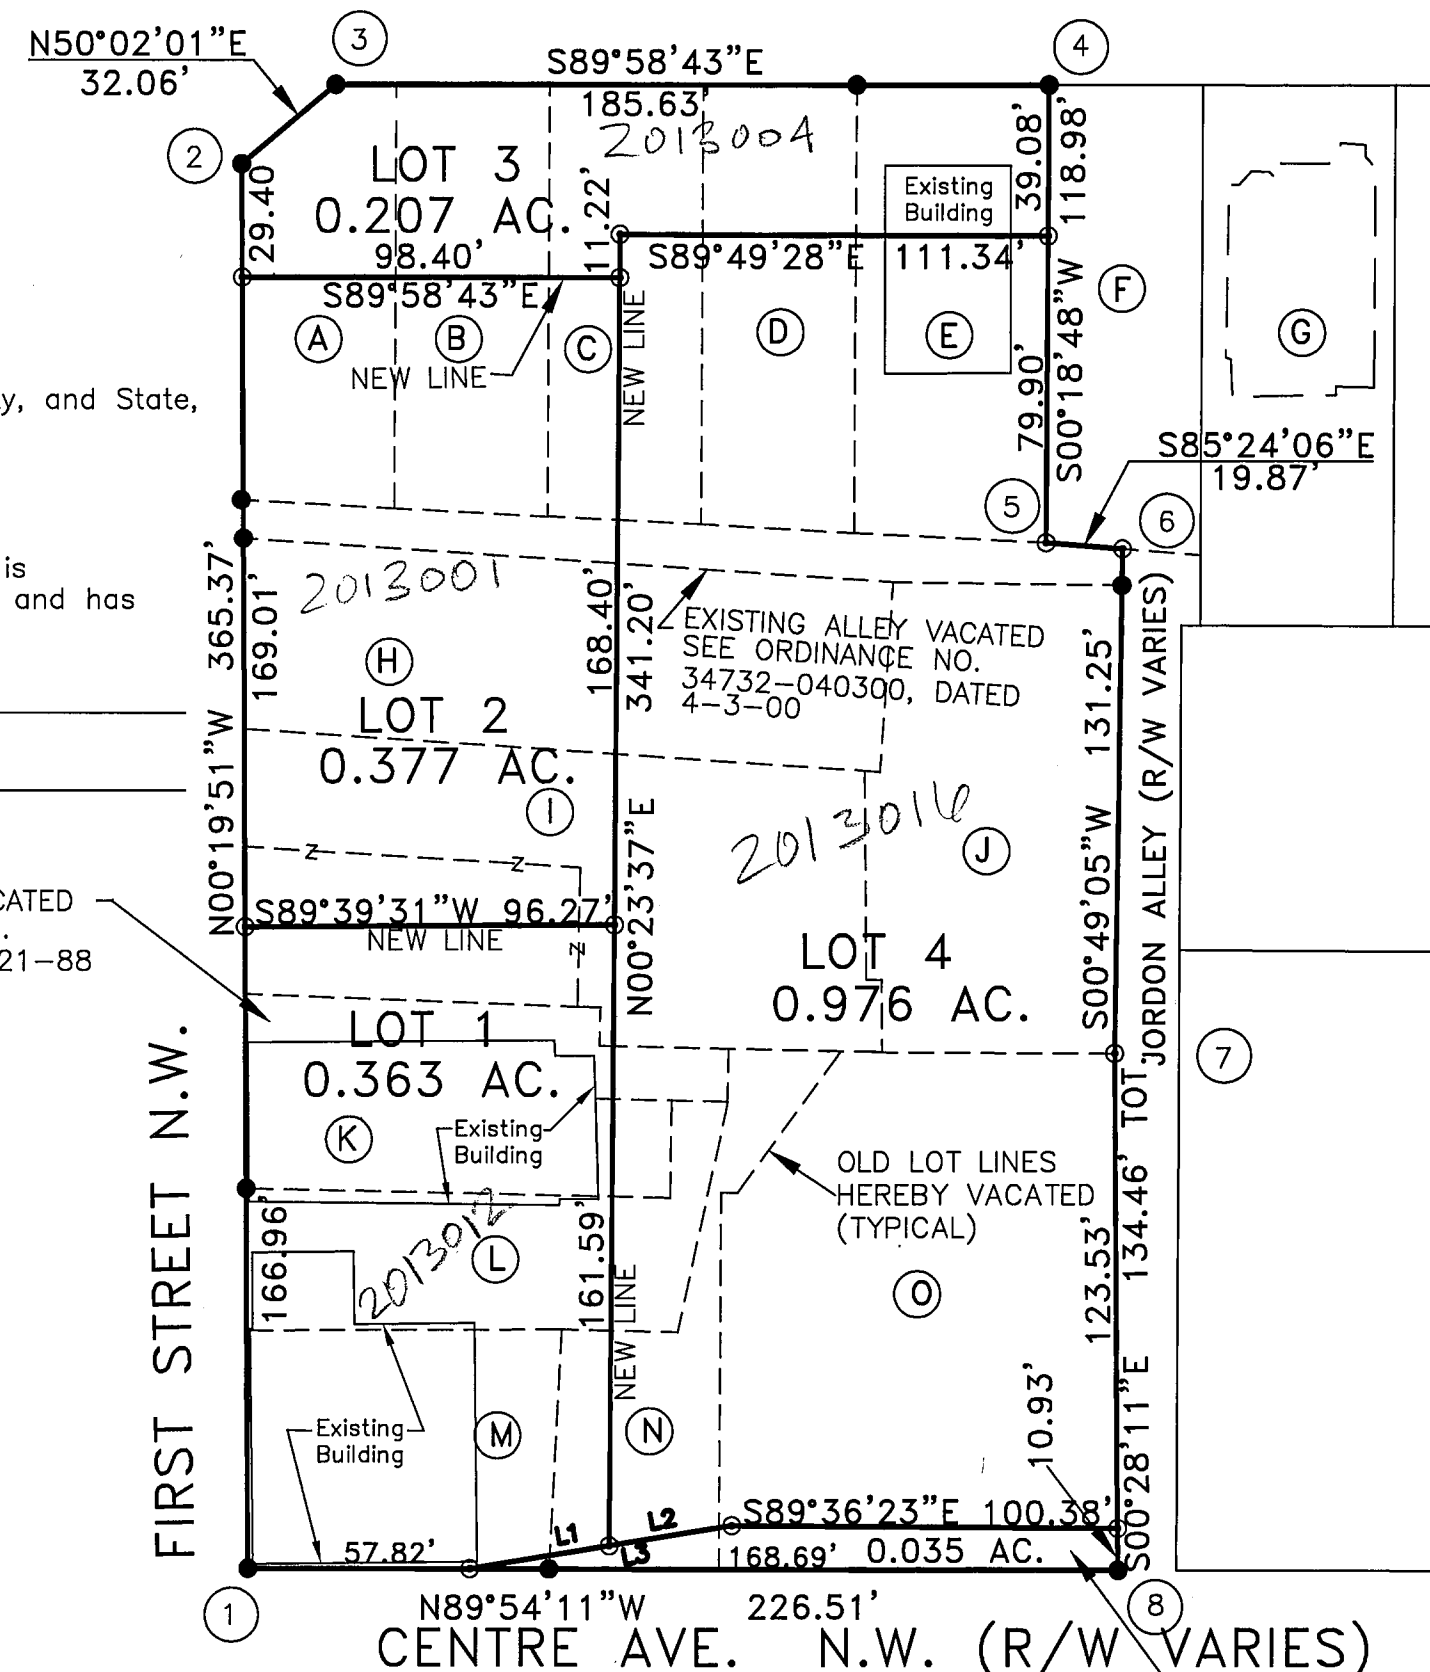 N50°02'01"E
32.06'
3
S89°58'43"E
185.63'
4
2
29.40'
LOT 3
0.207 AC.
2013004
11.22'
Existing
Building
39.08'
118.98'
98.40'
S89°58'43"E
S89°49'28"E 111.34'
F
A
B
C
D
E
G
NEW LINE
NEW LINE
79.90'
S00°18'48"W
y, and State,
S85°24'06"E
19.87'
5
6
is
and has
365.37'
169.01'
2013001
168.40'
341.20'
EXISTING ALLEY VACATED
SEE ORDINANCE NO.
34732-040300, DATED
4-3-00
H
LOT 2
0.377 AC.
131.25'
JORDON ALLEY (R/W VARIES)
N00°19'51"W
I
2013016
J
S00°49'05"W
Z
Z
Z
CATED
.
21-88
S89°39'31"W 96.27'
NEW LINE
N00°23'37"E
LOT 4
0.976 AC.
LOT 1
0.363 AC.
7
K
Existing
Building
OLD LOT LINES
HEREBY VACATED
(TYPICAL)
134.46' TOT.
123.53'
166.96'
2013012
L
161.59'
NEW LINE
O
FIRST STREET N.W.
Existing
Building
M
N
10.93'
S00°28'11"E
57.82'
L1
L2
L3
S89°36'23"E 100.38'
168.69'
0.035 AC.
1
N89°54'11"W 226.51'
8
CENTRE AVE. N.W. (R/W VARIES)